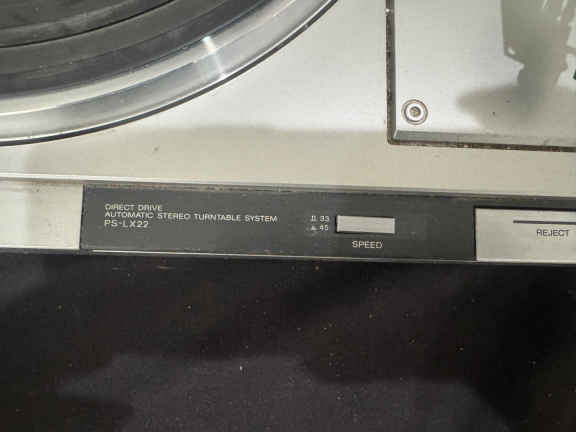 DIRECT DRIVE
AUTOMATIC STEREO TURNTABLE SYSTEM
PS-LX22
33
45
SPEED
REJECT